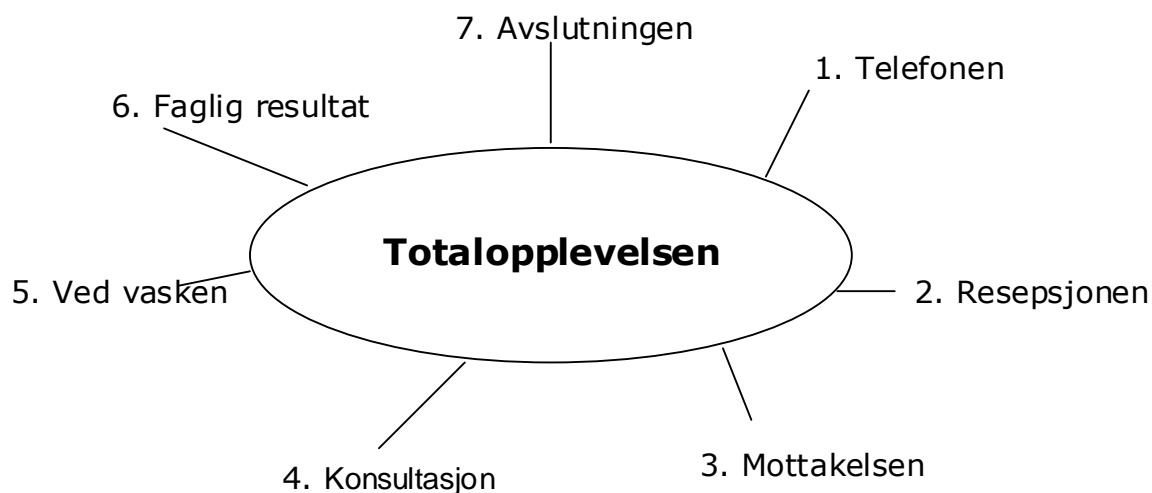 7. Avslutningen
1. Telefonen
6. Faglig resultat
Totalopplevelsen
5. Ved vasken
2. Resepsjonen
3. Mottakelsen
4. Konsultasjon